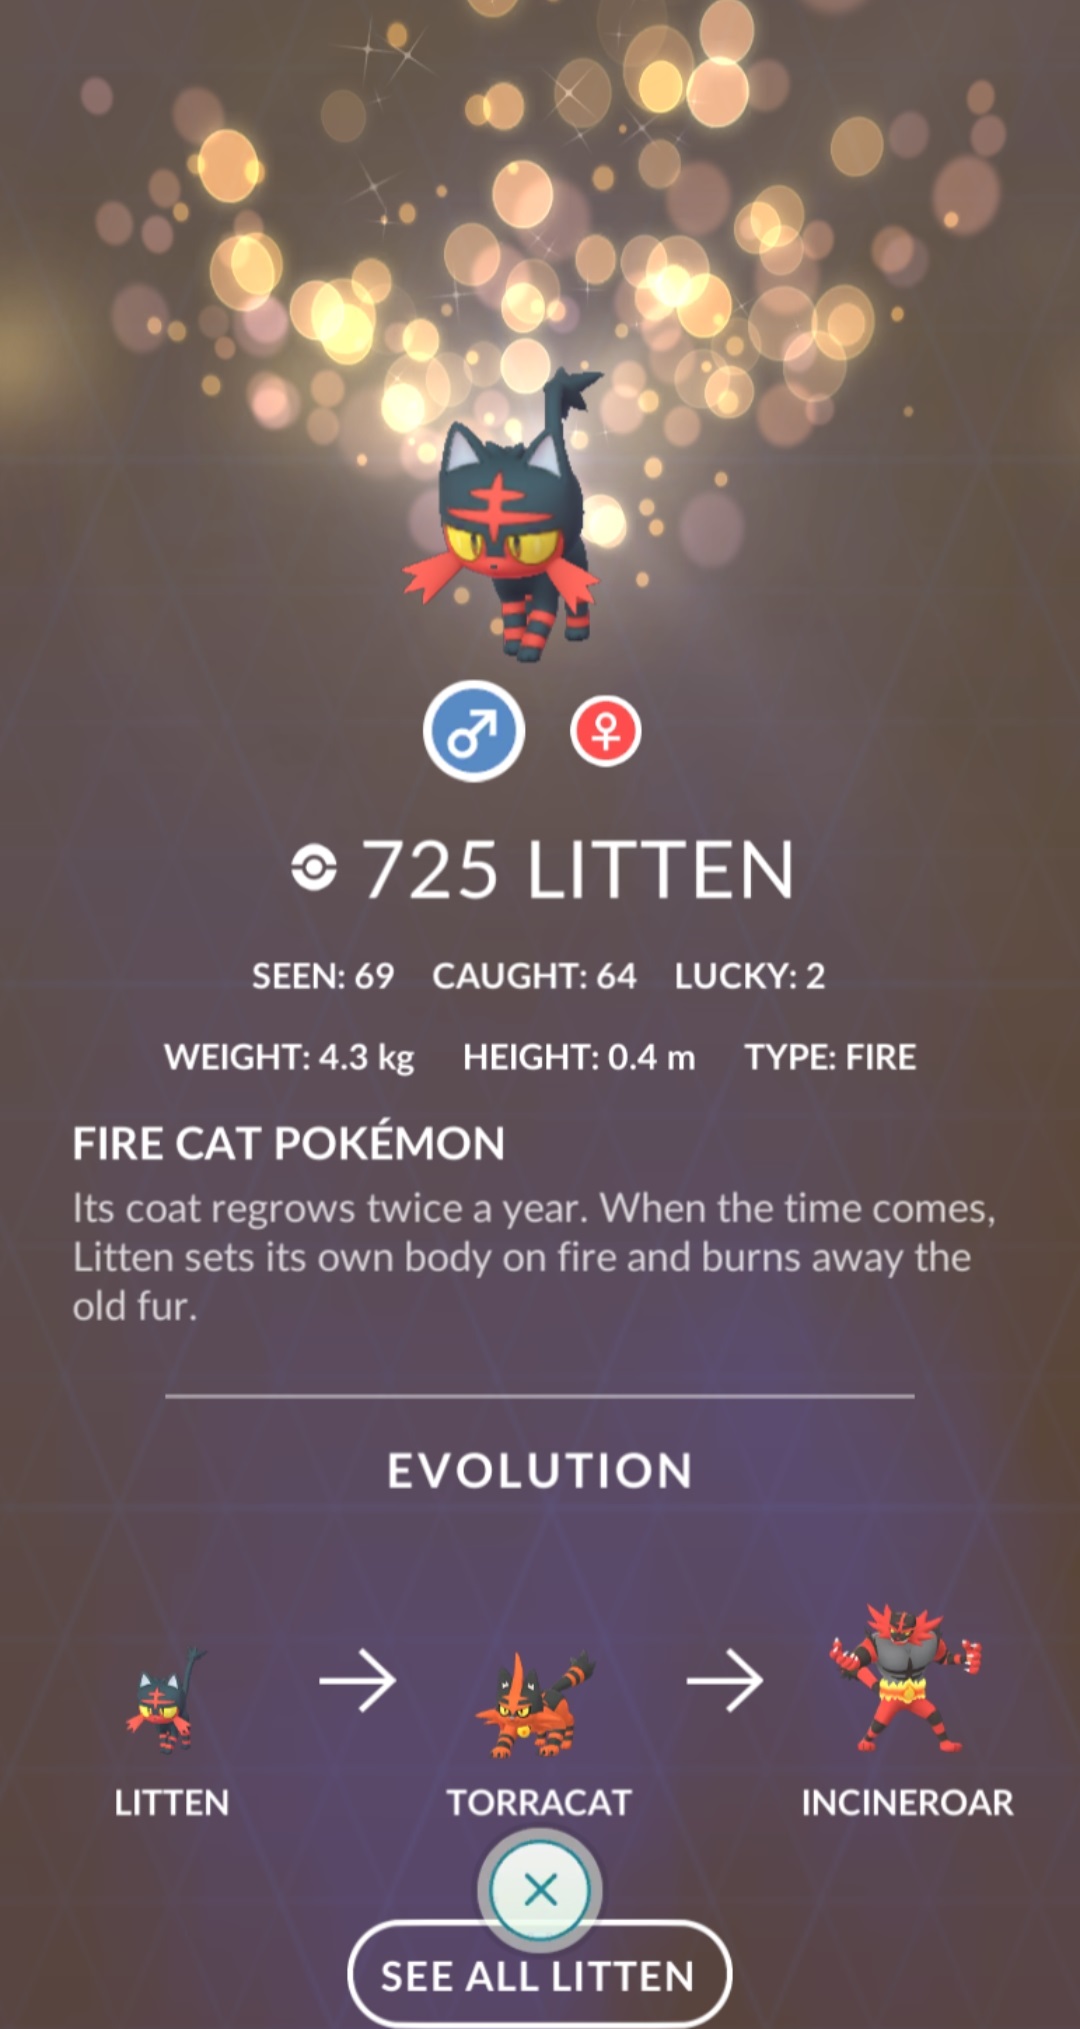 725 LITTEN
SEEN: 69 CAUGHT: 64 LUCKY: 2
WEIGHT: 4.3 kg HEIGHT: 0.4 m TYPE: FIRE
FIRE CAT POKÉMON
Its coat regrows twice a year. When the time comes,
Litten sets its own body on fire and burns away the
old fur.
EVOLUTION
LITTEN TORRACAT INCINEROAR
SEE ALL LITTEN